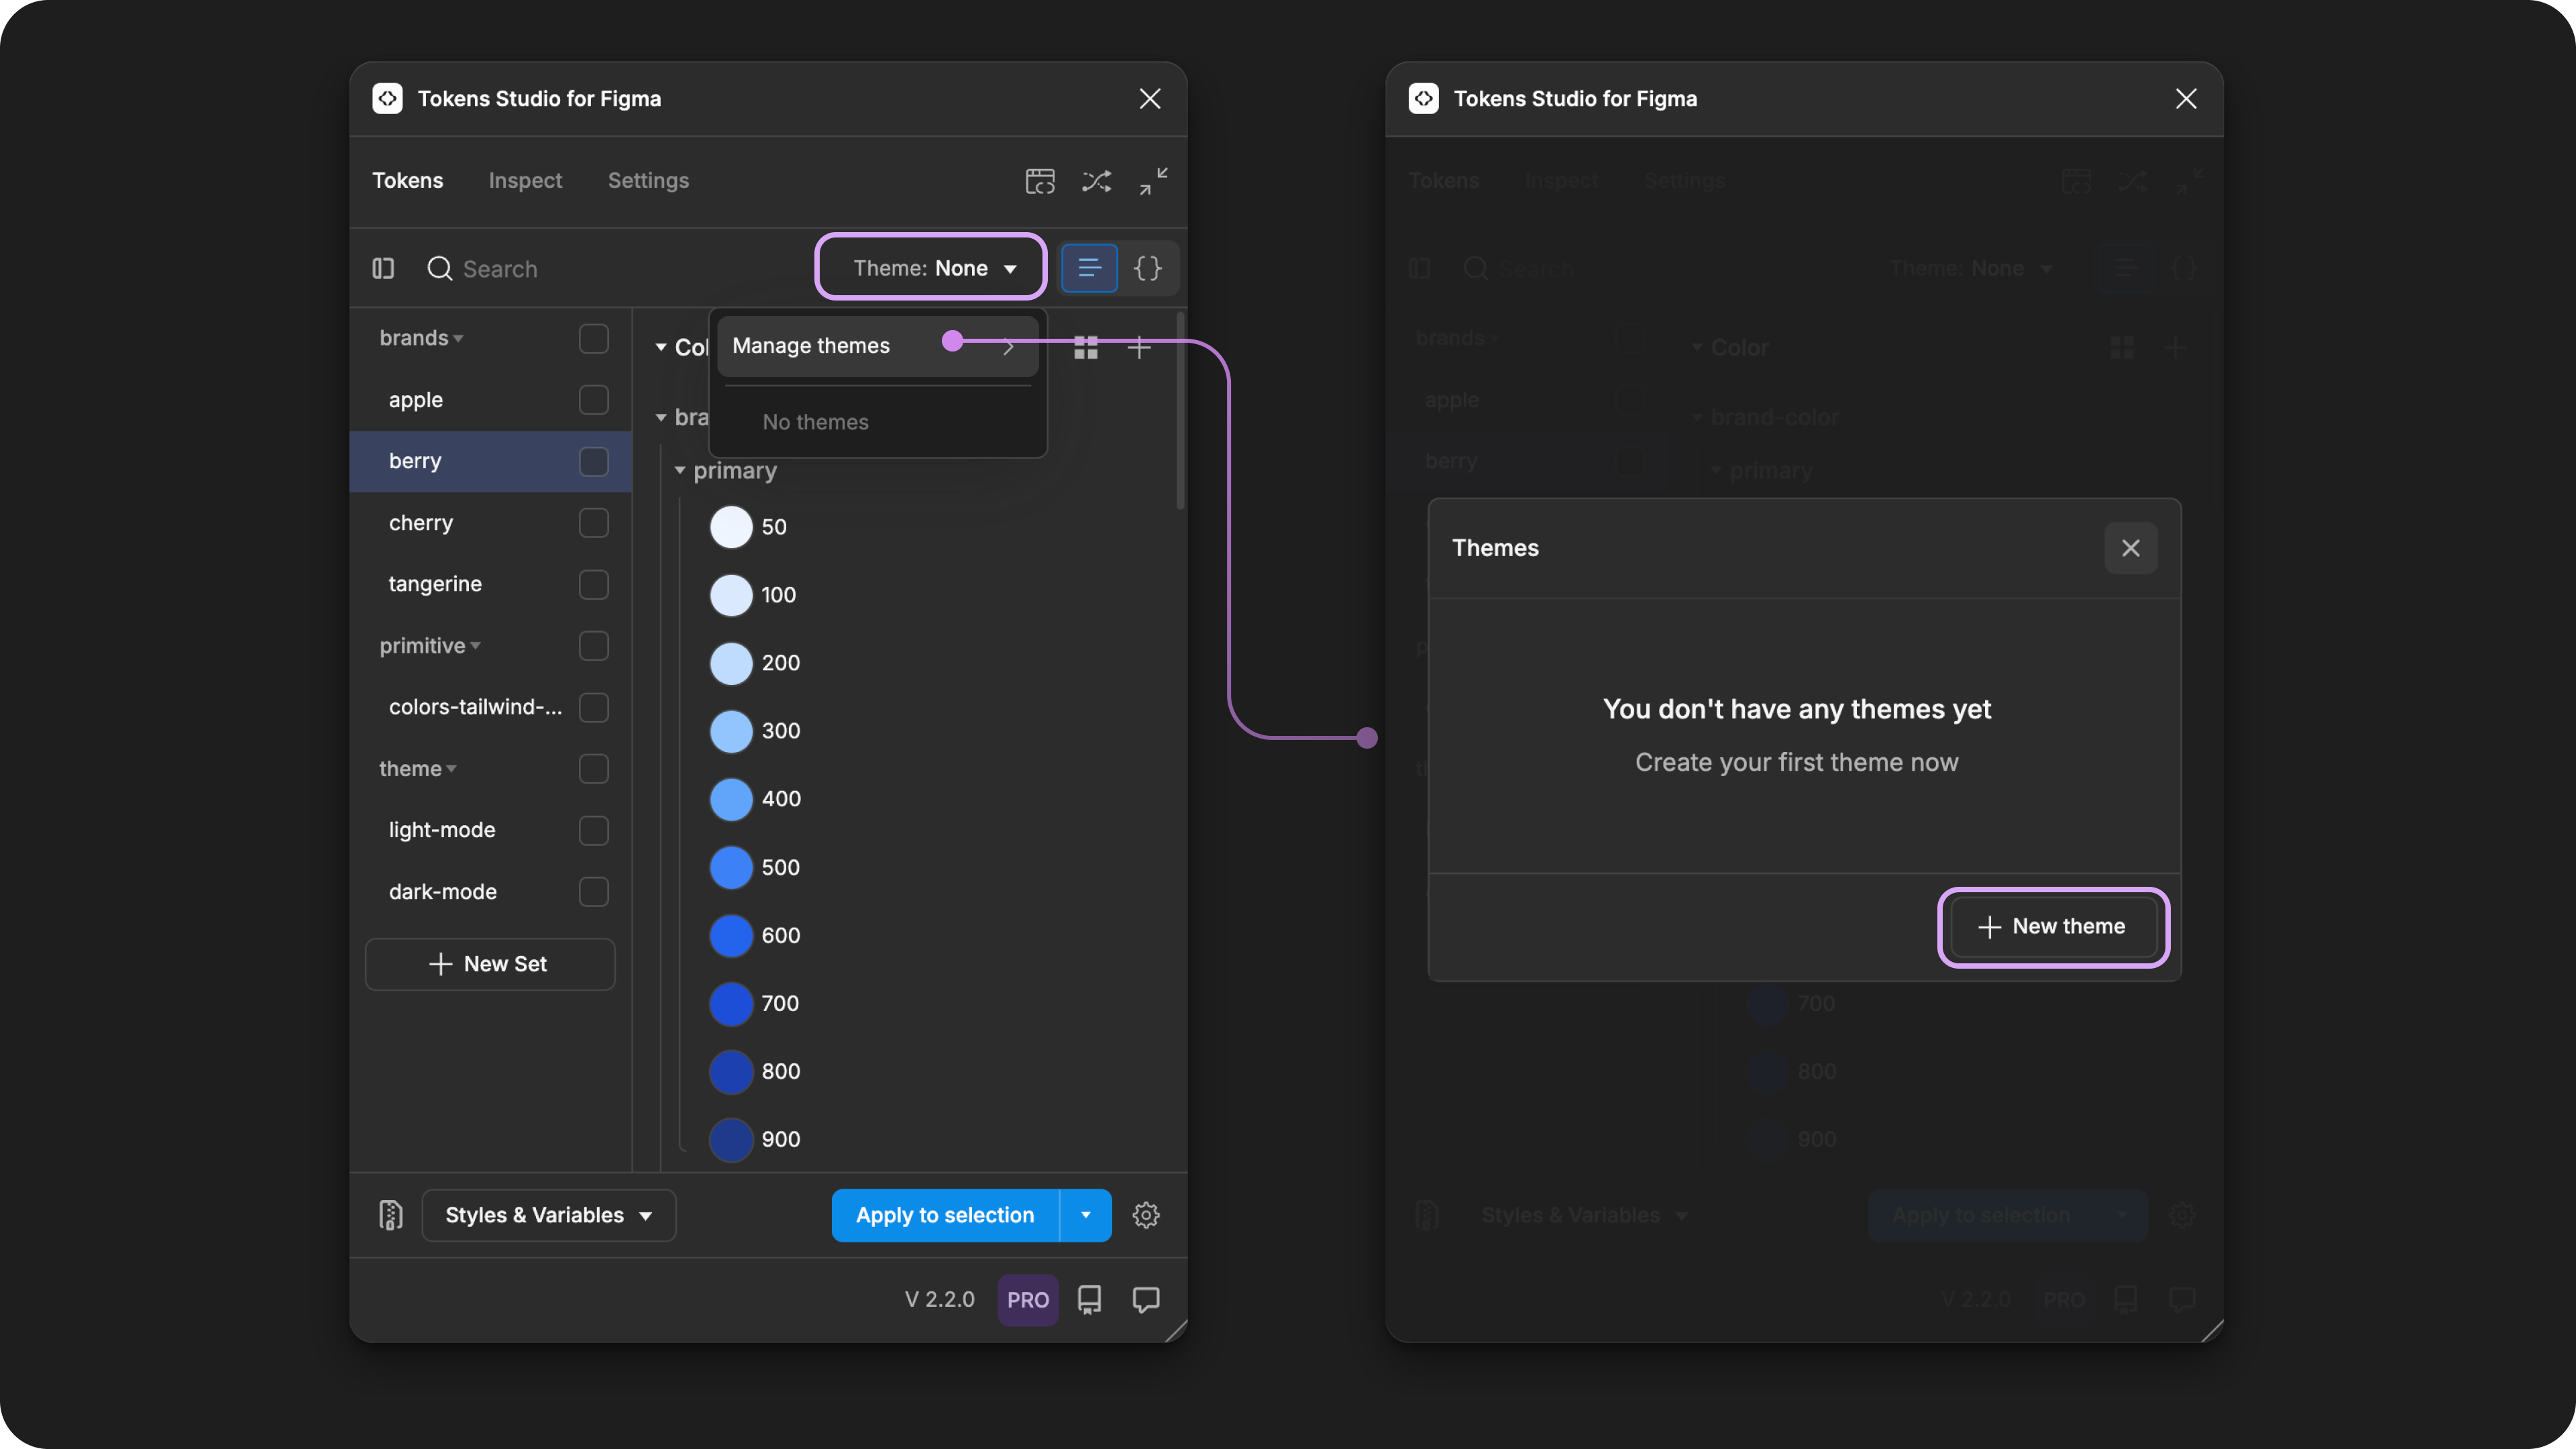 Tokens Studio for Figma
Tokens Inspect Settings
Search Theme: None
brands
apple
berry
cherry
tangerine
primitive
colors-tailwind-...
theme
light-mode
dark-mode
New Set
Manage themes
No themes
primary
50
100
200
300
400
500
600
700
800
900
Styles & Variables Apply to selection
V 2.2.0 PRO
Tokens Studio for Figma
Tokens Inspect Settings
Search Theme: None
brands
apple
berry
Color
brand-color
primary
Themes
You don't have any themes yet
Create your first theme now
New theme
700
800
900
Styles & Variables Apply to selection
V 2.2.0 PRO